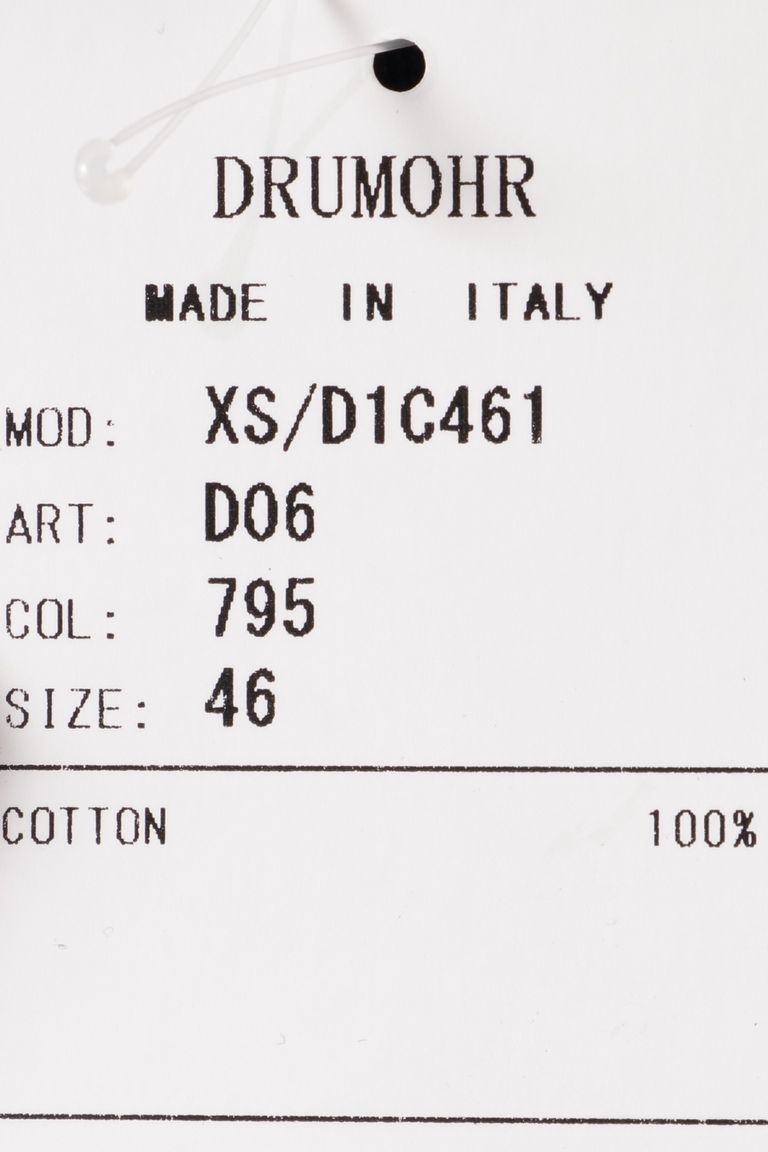 DRUMOHR
MADE IN ITALY
MOD: XS/D1C461
ART: D06
COL: 795
SIZE: 46
COTTON 100%